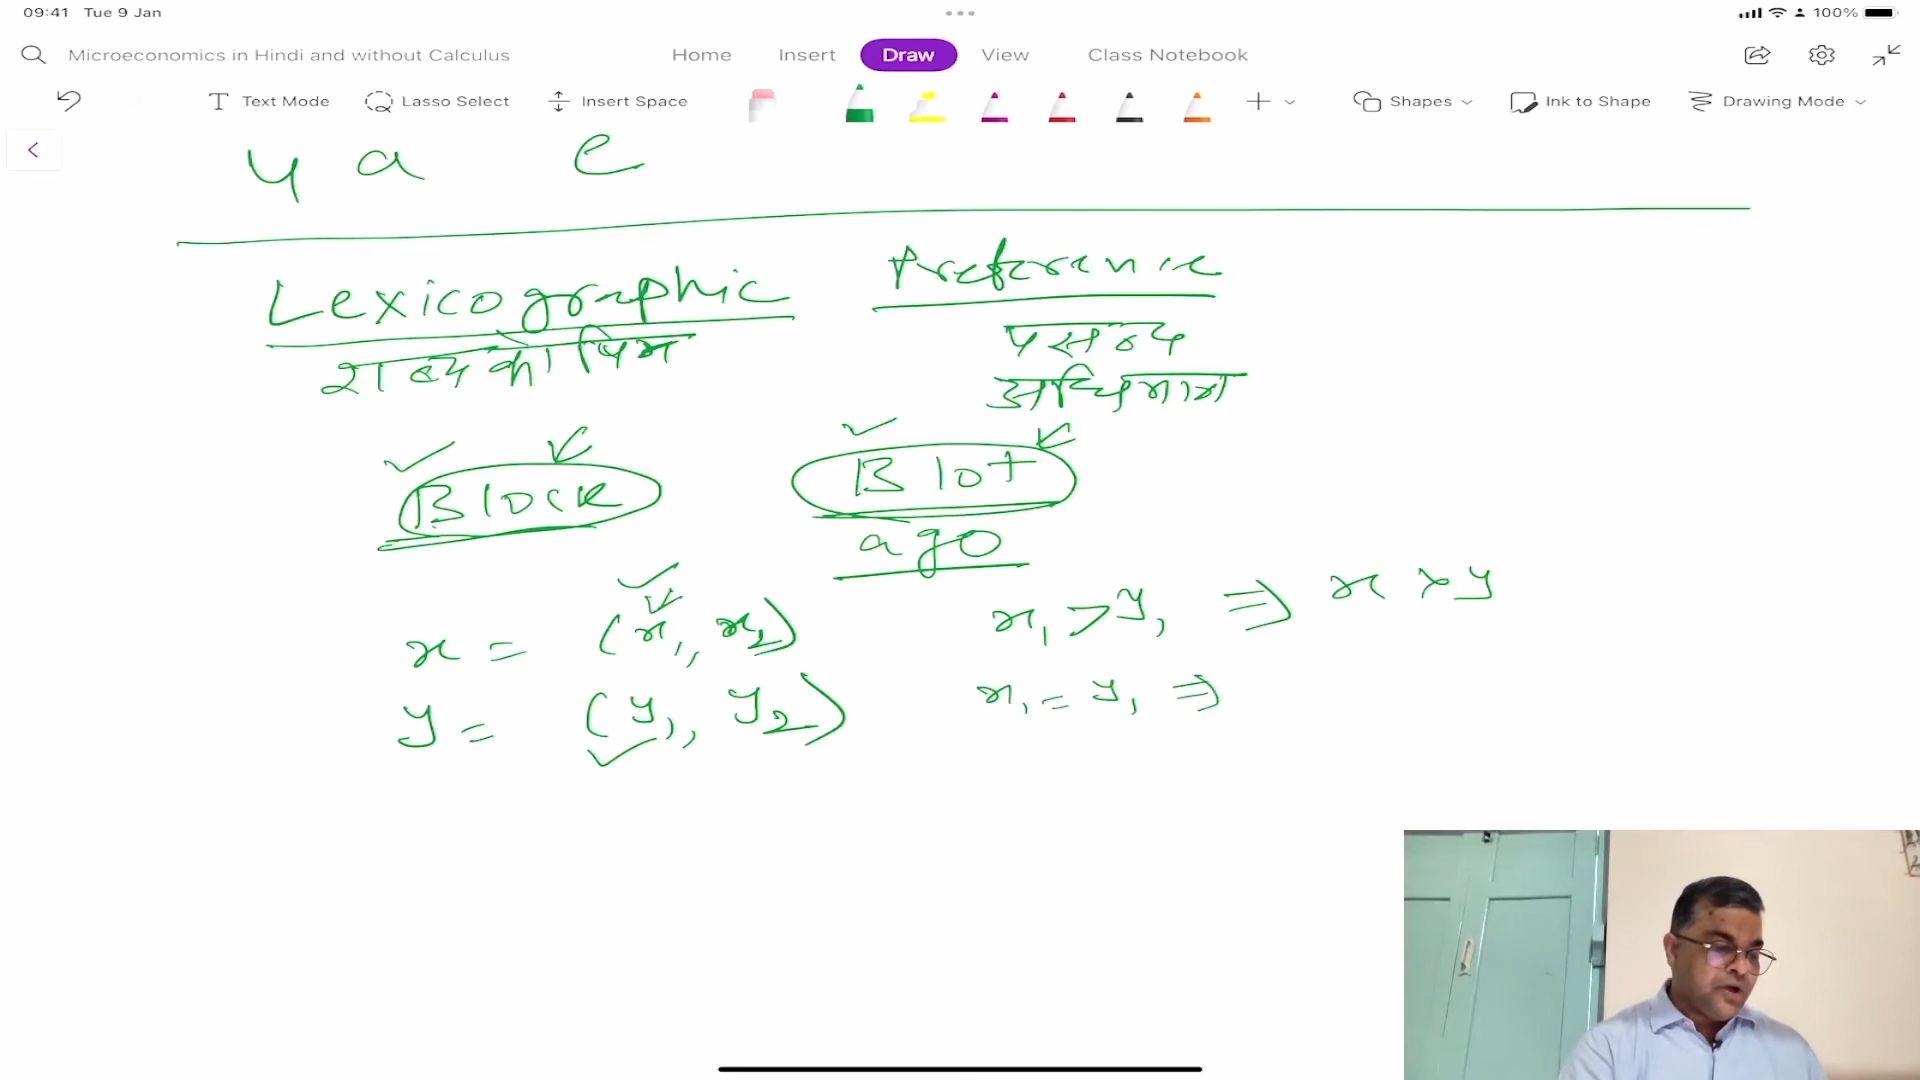 09:41 Tue 9 Jan 100%
Microeconomics in Hindi and without Calculus Home Insert Draw View Class Notebook
Text Mode Lasso Select Insert Space Shapes Ink to Shape Drawing Mode
4 a e
Lexicographic Preference
शब्दकोषिय पसन्द
अधिमान
Block Blot
ago
x = (x₁, x₂) x₁ > y₁ ⇒ x ≻ y
y = (y₁, y₂) x₁ = y₁ ⇒